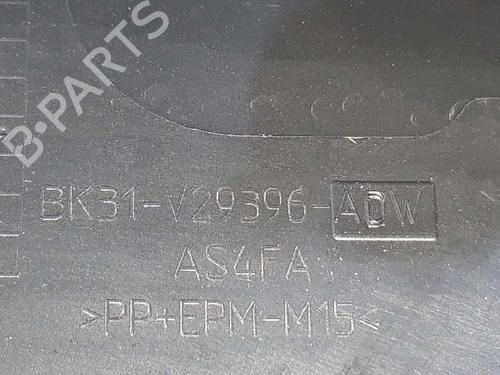 B-PARTS
BK31-V29396-ADW
AS4FA
>PP+EPM-M15<